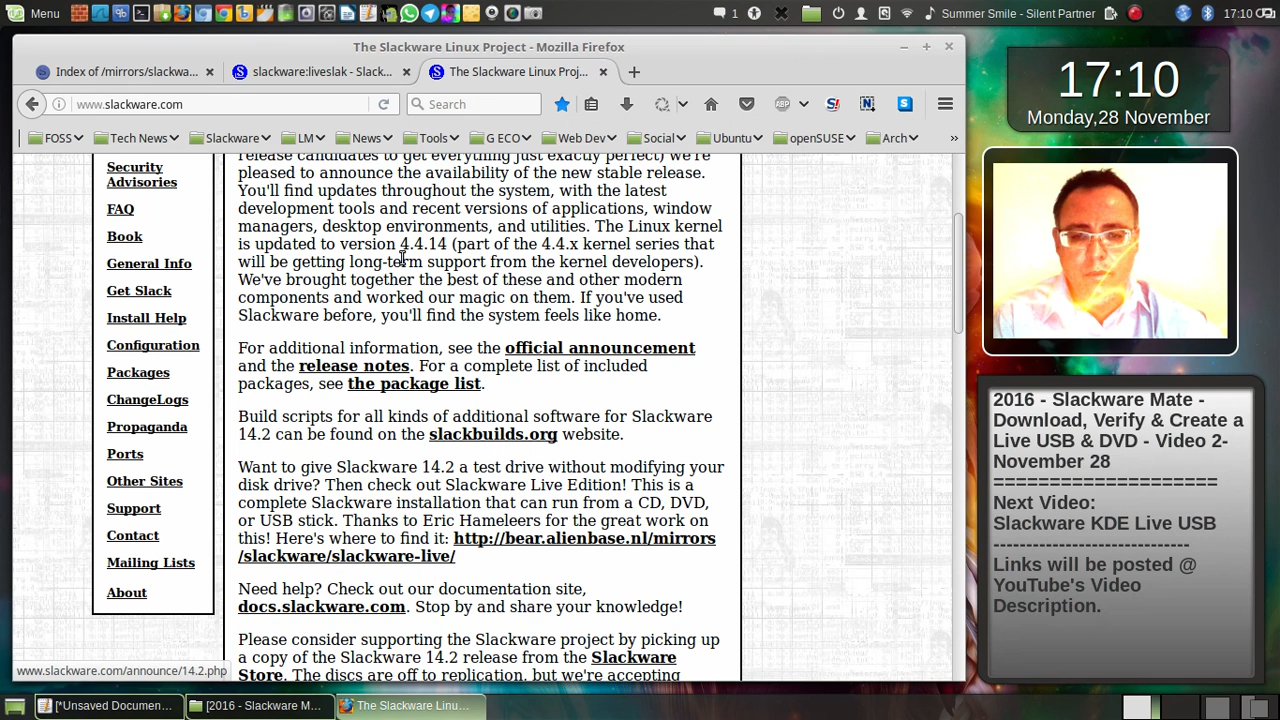 Menu
1
Summer Smile - Silent Partner
17:10
The Slackware Linux Project - Mozilla Firefox
Index of /mirrors/slackwa...
slackware:liveslak - Slack...
The Slackware Linux Proj...
www.slackware.com
Search
ABP
S!
N
S
FOSS
Tech News
Slackware
LM
News
Tools
G ECO
Web Dev
Social
Ubuntu
openSUSE
Arch
»
Security
Advisories
FAQ
Book
General Info
Get Slack
Install Help
Configuration
Packages
ChangeLogs
Propaganda
Ports
Other Sites
Support
Contact
Mailing Lists
About
release candidates to get everything just exactly perfect) we're
pleased to announce the availability of the new stable release.
You'll find updates throughout the system, with the latest
development tools and recent versions of applications, window
managers, desktop environments, and utilities. The Linux kernel
is updated to version 4.4.14 (part of the 4.4.x kernel series that
will be getting long-term support from the kernel developers).
We've brought together the best of these and other modern
components and worked our magic on them. If you've used
Slackware before, you'll find the system feels like home.
For additional information, see the official announcement
and the release notes. For a complete list of included
packages, see the package list.
Build scripts for all kinds of additional software for Slackware
14.2 can be found on the slackbuilds.org website.
Want to give Slackware 14.2 a test drive without modifying your
disk drive? Then check out Slackware Live Edition! This is a
complete Slackware installation that can run from a CD, DVD,
or USB stick. Thanks to Eric Hameleers for the great work on
this! Here's where to find it: http://bear.alienbase.nl/mirrors
/slackware/slackware-live/
Need help? Check out our documentation site,
docs.slackware.com. Stop by and share your knowledge!
Please consider supporting the Slackware project by picking up
a copy of the Slackware 14.2 release from the Slackware
Store. The discs are off to replication, but we're accepting
www.slackware.com/announce/14.2.php
17:10
Monday,28 November
2016 - Slackware Mate -
Download, Verify & Create a
Live USB & DVD - Video 2-
November 28
====================
Next Video:
Slackware KDE Live USB
----------------------------
Links will be posted @
YouTube's Video
Description.
[*Unsaved Documen...
[2016 - Slackware M...
The Slackware Linu...